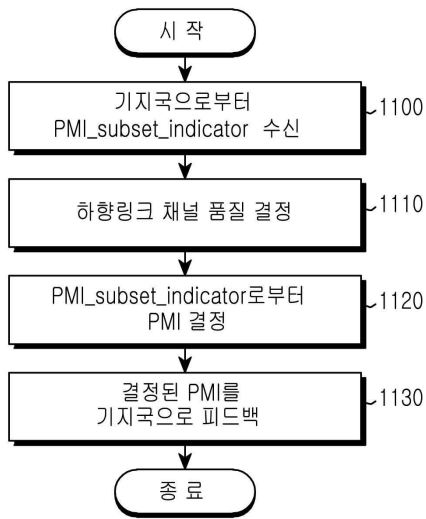 시 작
기지국으로부터
PMI_subset_indicator 수신
1100
하향링크 채널 품질 결정
1110
PMI_subset_indicator로부터
PMI 결정
1120
결정된 PMI를
기지국으로 피드백
1130
종 료